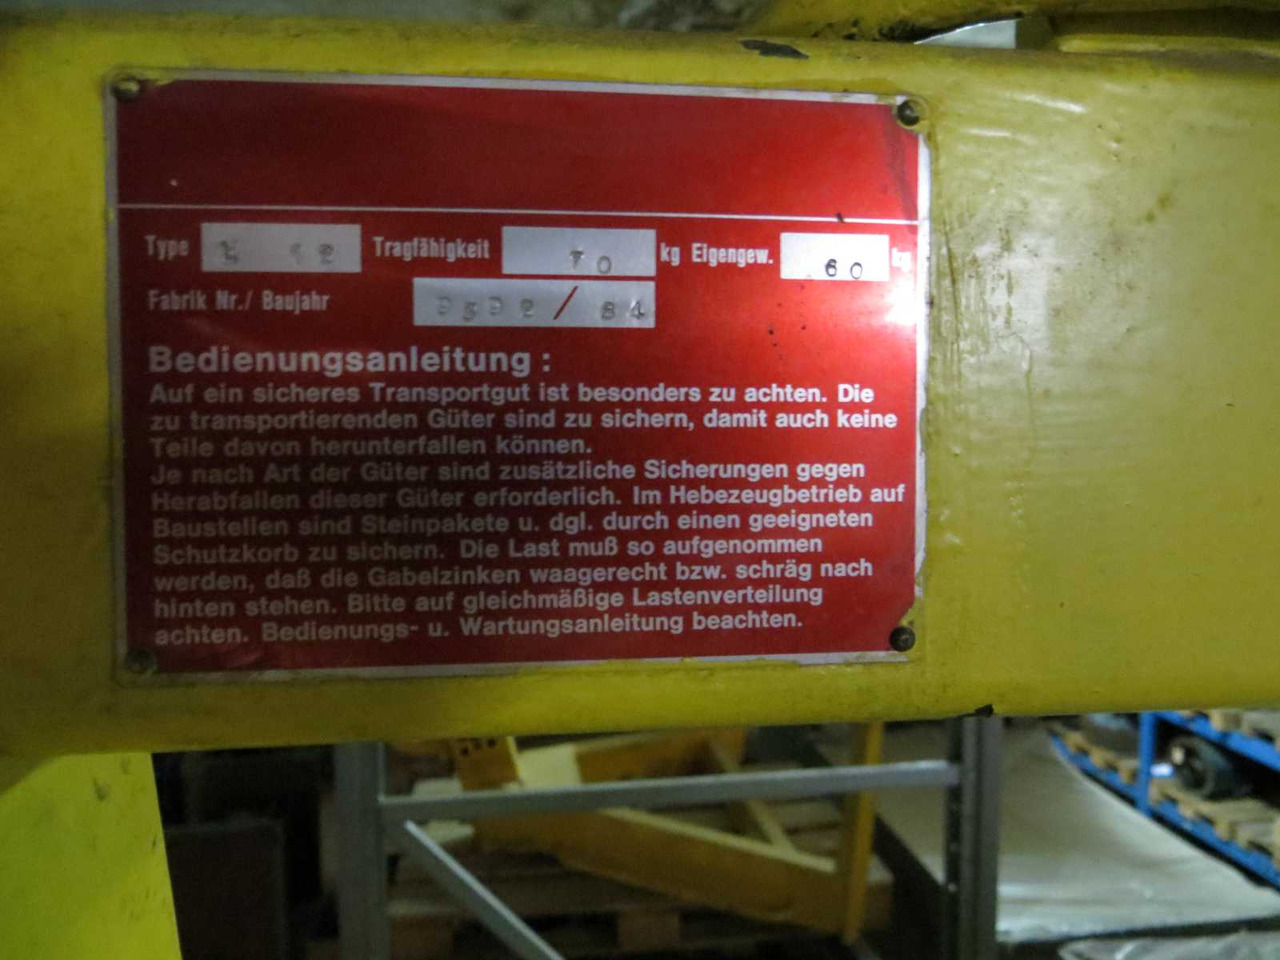 Type 12 Tragfähigkeit 70 kg Eigengew. 60 kg
Fabrik Nr./ Baujahr 9392 / 84
Bedienungsanleitung :
Auf ein sicheres Transportgut ist besonders zu achten. Die
zu transportierenden Güter sind zu sichern, damit auch keine
Teile davon herunterfallen können.
Je nach Art der Güter sind zusätzliche Sicherungen gegen
Herabfallen dieser Güter erforderlich. Im Hebezeugbetrieb auf
Baustellen sind Steinpakete u. dgl. durch einen geeigneten
Schutzkorb zu sichern. Die Last muß so aufgenommen
werden, daß die Gabelzinken waagerecht bzw. schräg nach
hinten stehen. Bitte auf gleichmäßige Lastenverteilung
achten. Bedienungs- u. Wartungsanleitung beachten.